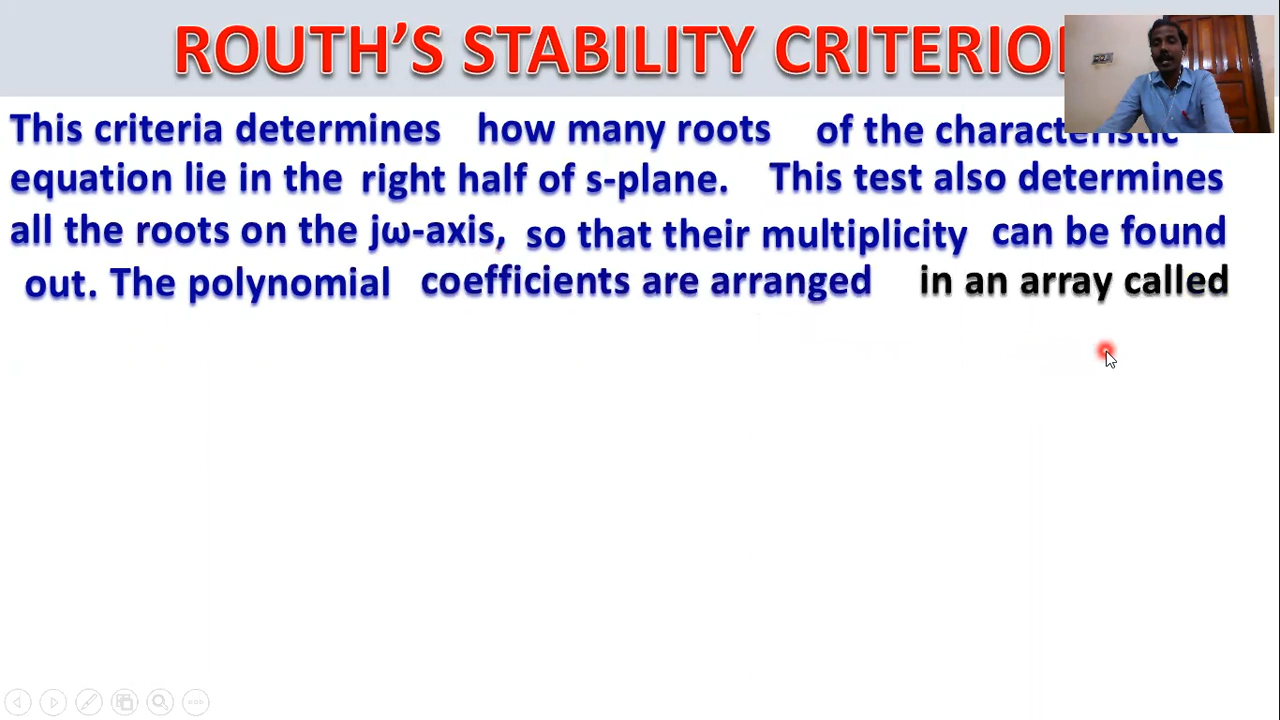 ROUTH'S STABILITY CRITERIO
This criteria determines how many roots of the characteristic
equation lie in the right half of s-plane. This test also determines
all the roots on the jω-axis, so that their multiplicity can be found
out. The polynomial coefficients are arranged in an array called